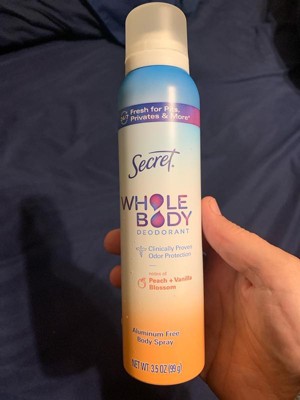 Fresh for Pits,
Privates & More*
Secret.
WHOLE
BODY
DEODORANT
Clinically Proven
Odor Protection
Peach + Vanilla
Blossom
Aluminum Free
Body Spray
NET WT 3.5 OZ (99 g)